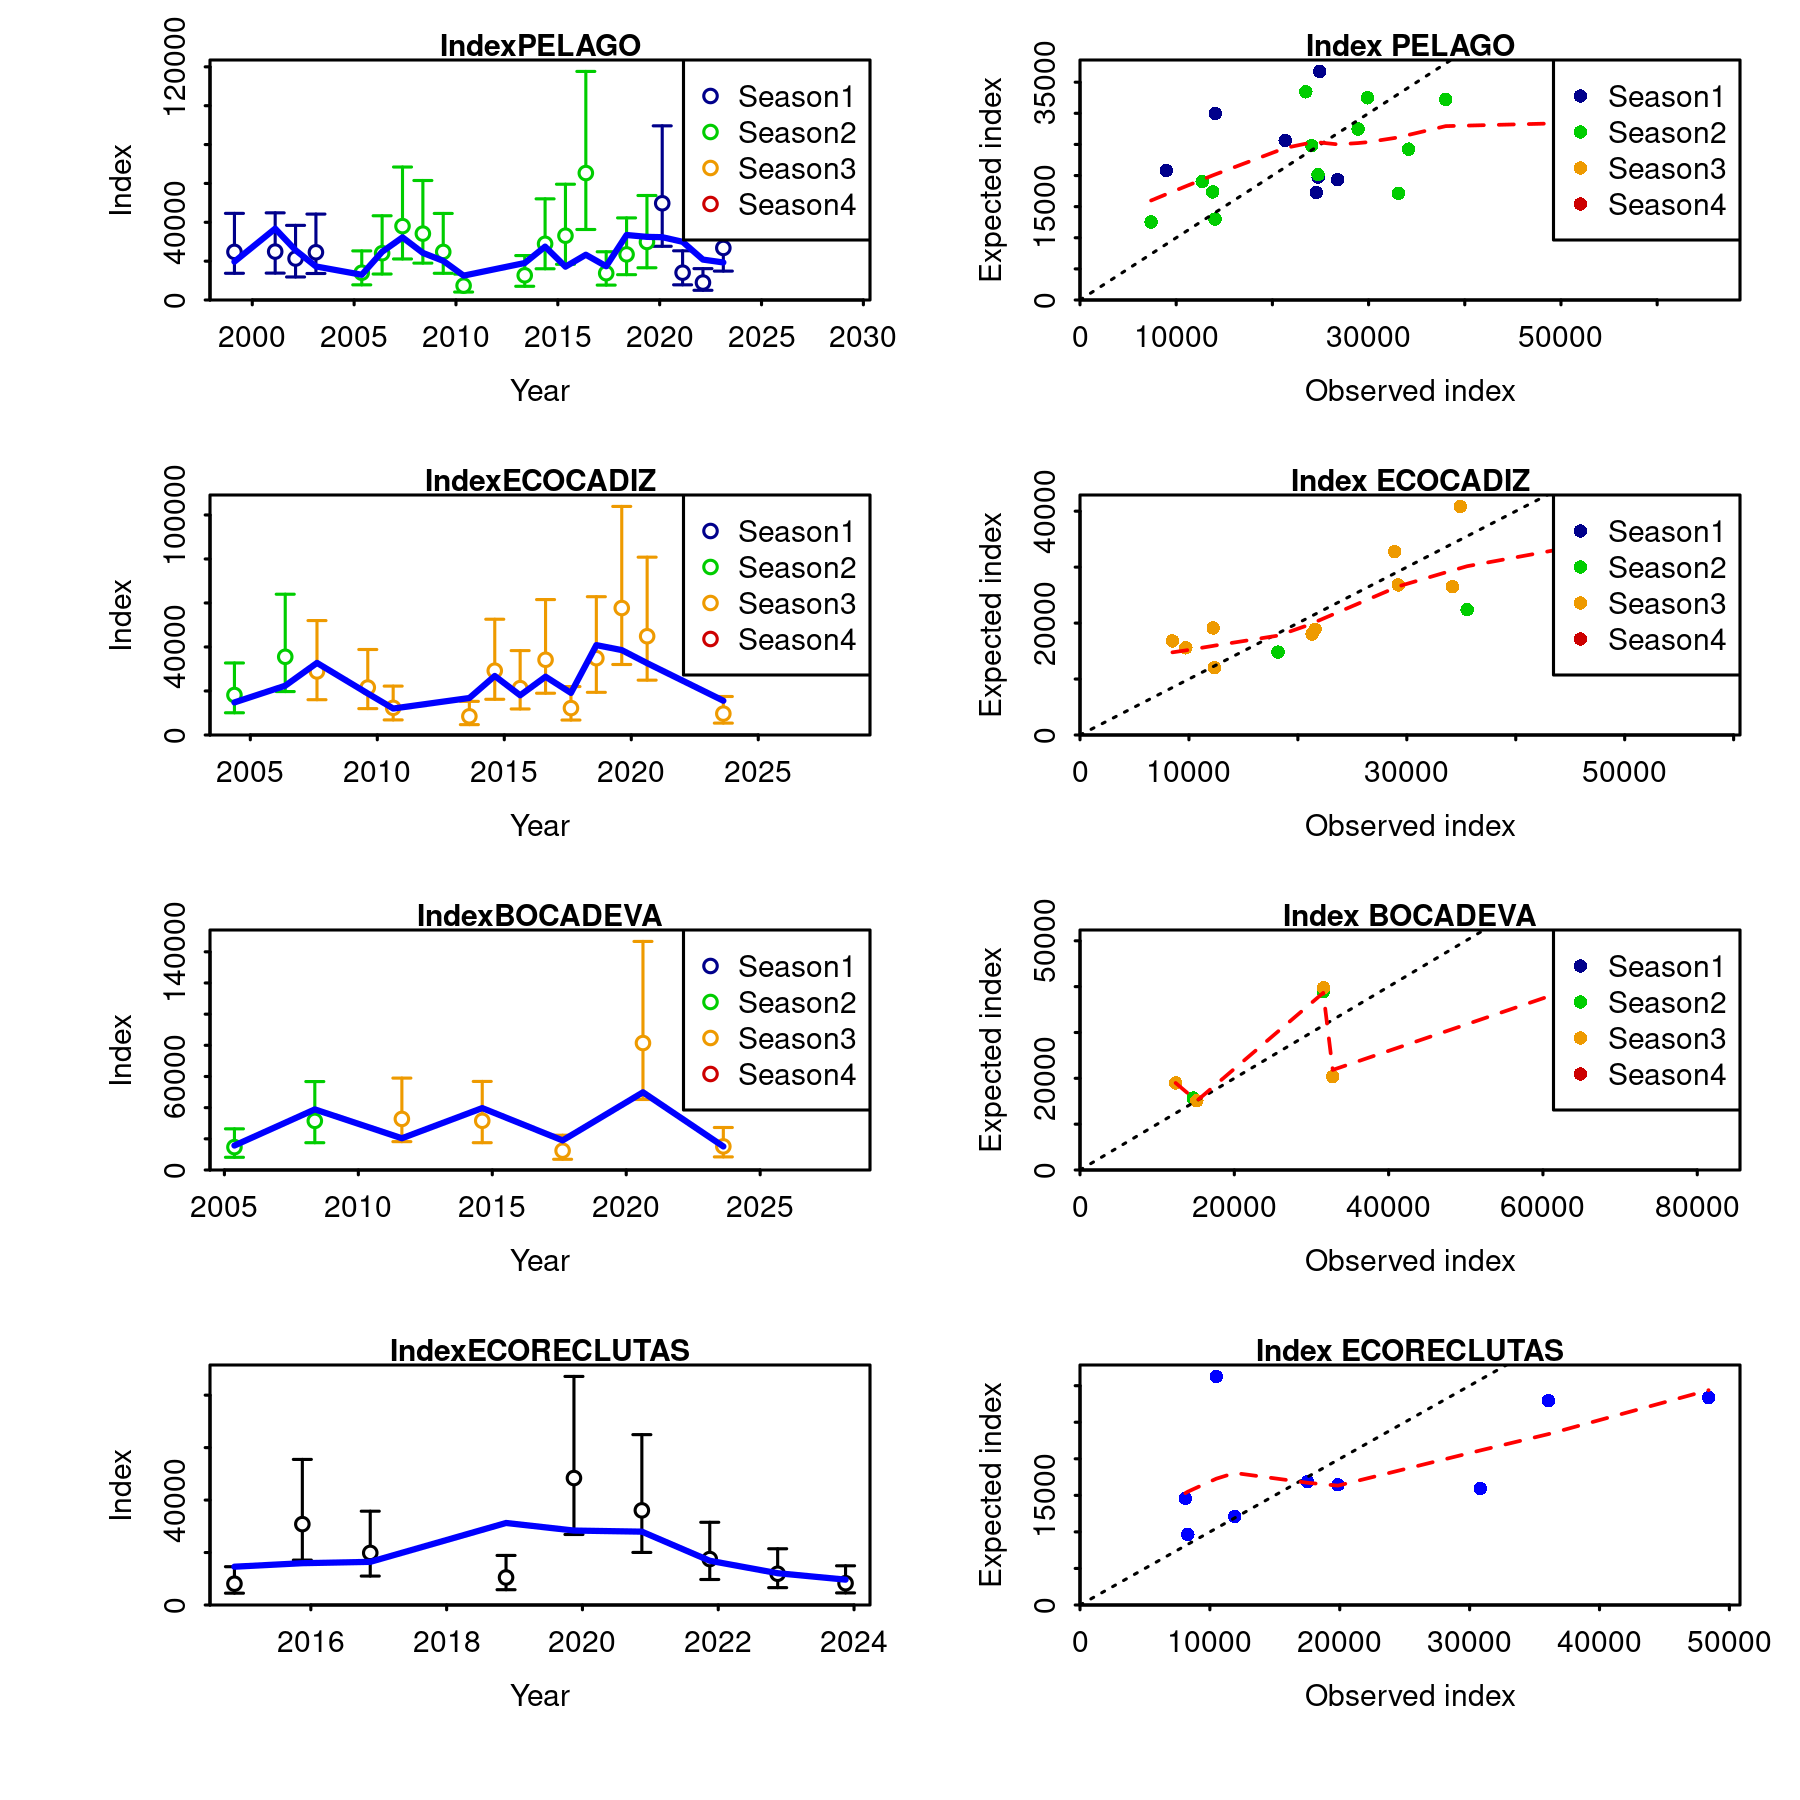 IndexPELAGO
Index
0
40000
120000
Season1
Season2
Season3
Season4
2000 2005 2010 2015 2020 2025 2030
Year
Index PELAGO
Expected index
0
15000
35000
Season1
Season2
Season3
Season4
0 10000 30000 50000
Observed index
IndexECOCADIZ
Index
0
40000
100000
Season1
Season2
Season3
Season4
2005 2010 2015 2020 2025
Year
Index ECOCADIZ
Expected index
0
20000
40000
Season1
Season2
Season3
Season4
0 10000 30000 50000
Observed index
IndexBOCADEVA
Index
0
60000
140000
Season1
Season2
Season3
Season4
2005 2010 2015 2020 2025
Year
Index BOCADEVA
Expected index
0
20000
50000
Season1
Season2
Season3
Season4
0 20000 40000 60000 80000
Observed index
IndexECORECLUTAS
Index
0
40000
2016 2018 2020 2022 2024
Year
Index ECORECLUTAS
Expected index
0
15000
0 10000 20000 30000 40000 50000
Observed index